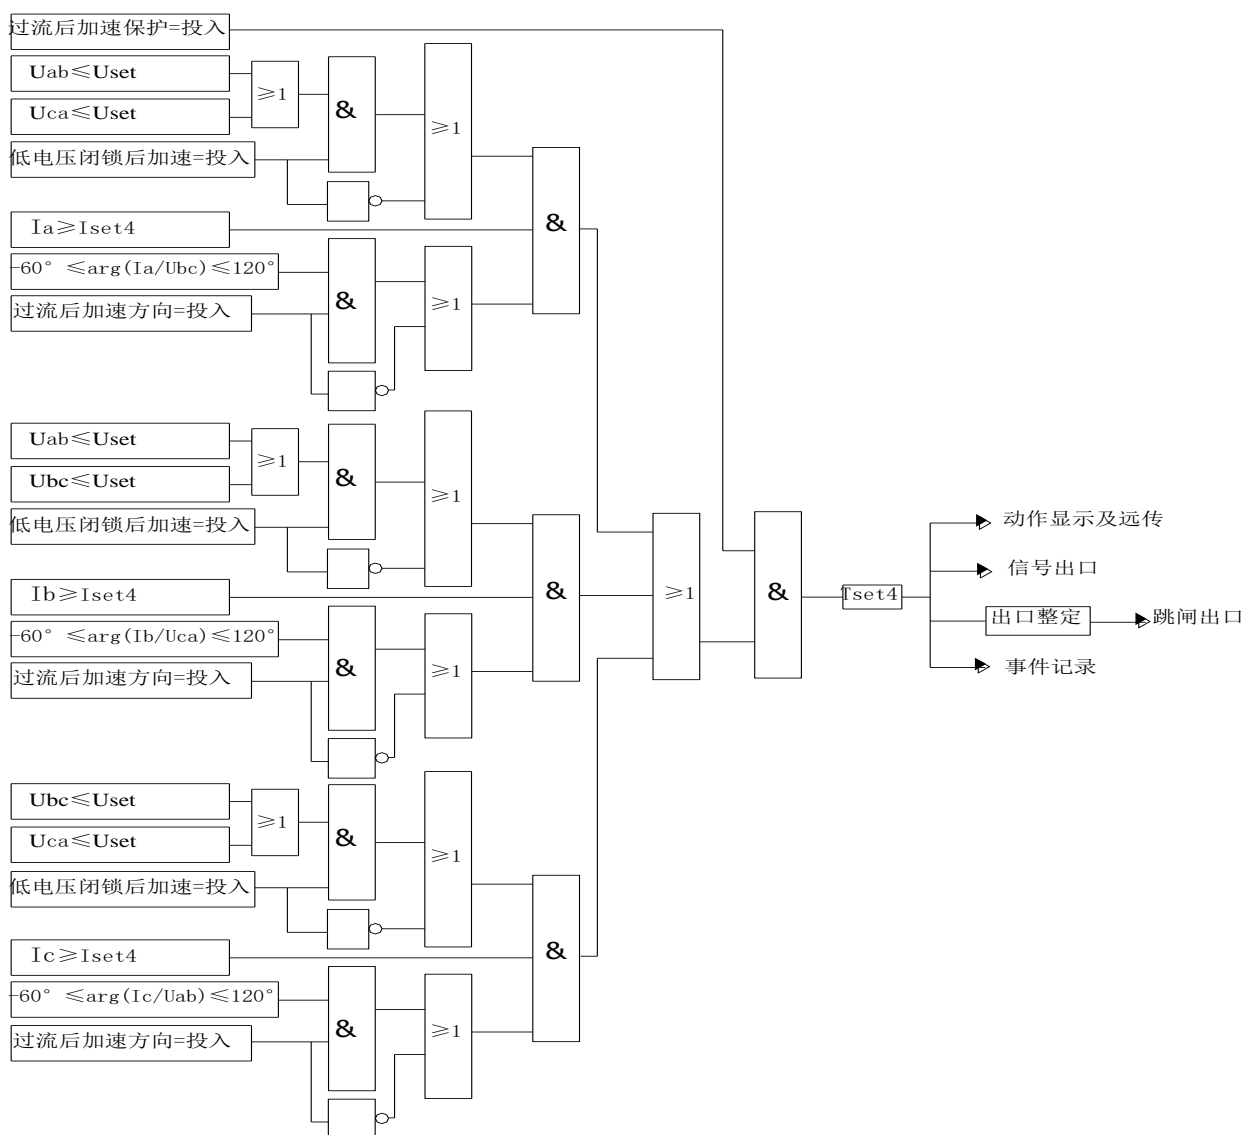 过流后加速保护=投入
Uab≤Uset
≥1
&
Uca≤Uset
≥1
低电压闭锁后加速=投入
Ia≥Iset4
&
-60° ≤arg(Ia/Ubc)≤120°
&
≥1
过流后加速方向=投入
Uab≤Uset
≥1
&
Ubc≤Uset
≥1
低电压闭锁后加速=投入
Ib≥Iset4
&
-60° ≤arg(Ib/Uca)≤120°
&
≥1
过流后加速方向=投入
≥1
&
Tset4
动作显示及远传
信号出口
出口整定
跳闸出口
事件记录
Ubc≤Uset
≥1
&
Uca≤Uset
≥1
低电压闭锁后加速=投入
Ic≥Iset4
&
-60° ≤arg(Ic/Uab)≤120°
&
≥1
过流后加速方向=投入